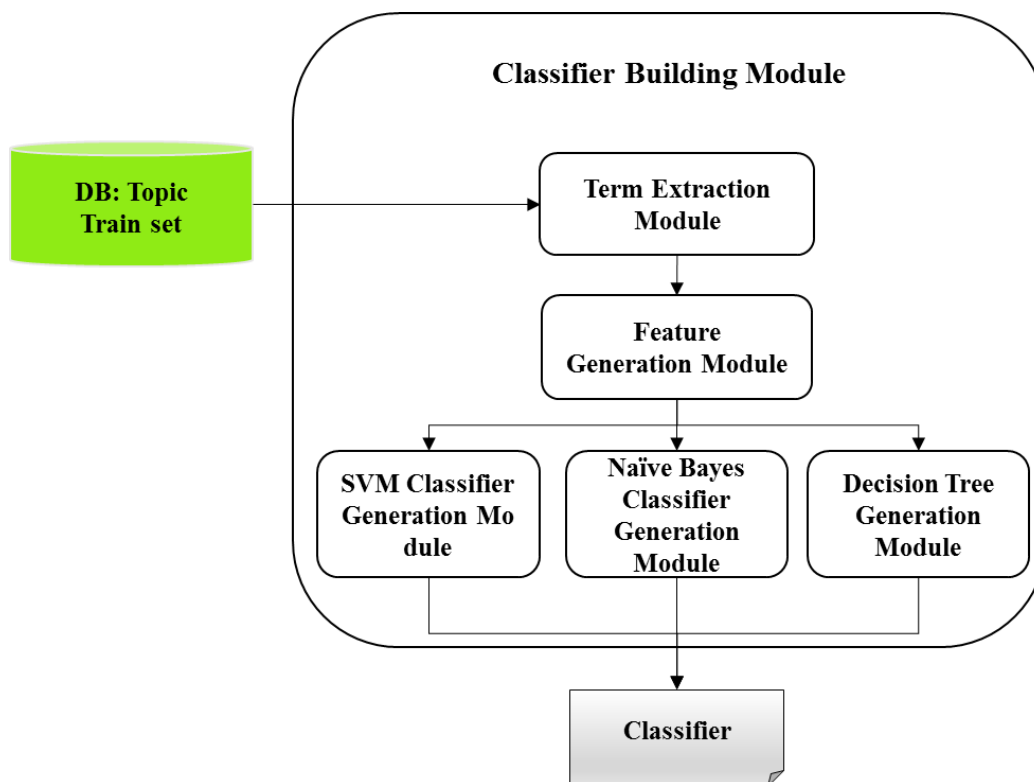 Classifier Building Module
DB: Topic
Train set
Term Extraction
Module
Feature
Generation Module
SVM Classifier
Generation Mo
dule
Naïve Bayes
Classifier
Generation
Module
Decision Tree
Generation
Module
Classifier